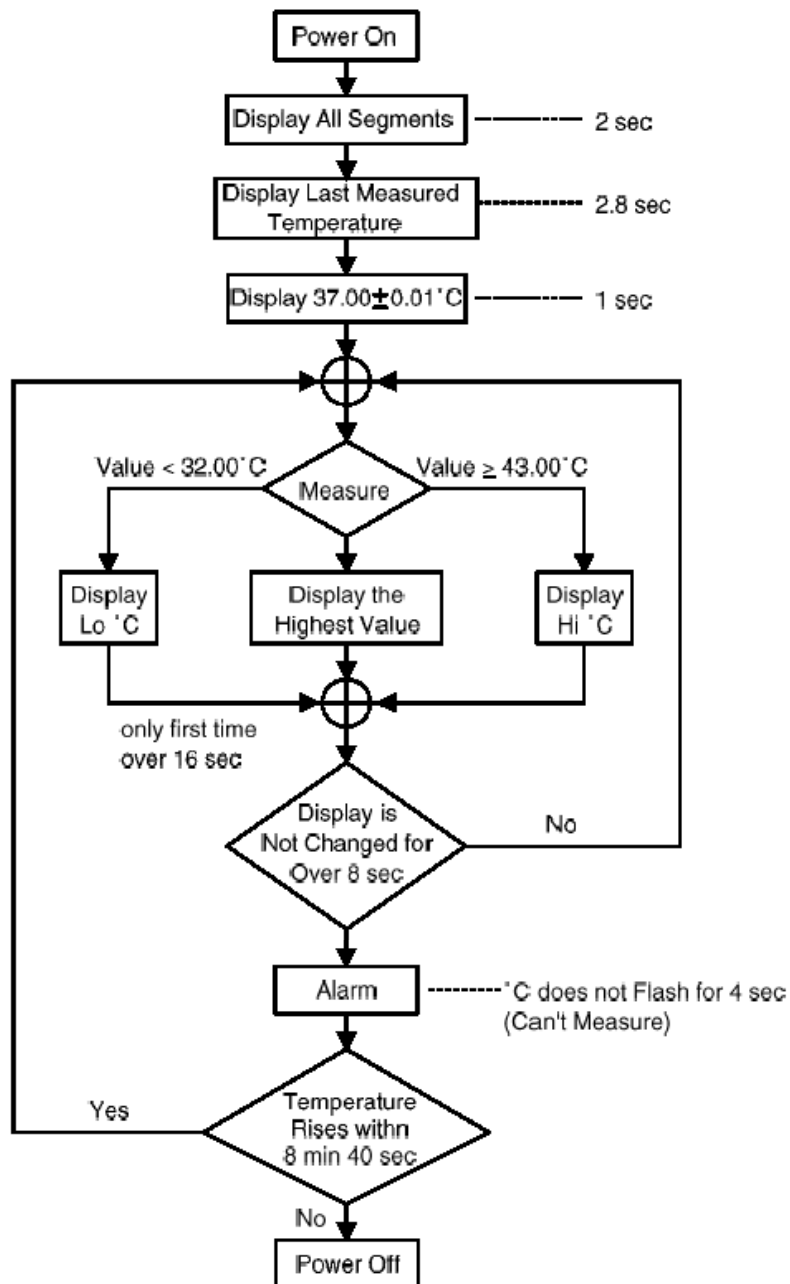 Power On
Display All Segments
2 sec
Display Last Measured
Temperature
2.8 sec
Display 37.00±0.01˚C
1 sec
Value < 32.00˚C
Value ≥ 43.00˚C
Measure
Display
Lo ˚C
Display the
Highest Value
Display
Hi ˚C
only first time
over 16 sec
Display is
Not Changed for
Over 8 sec
No
Alarm
˚C does not Flash for 4 sec
(Can't Measure)
Yes
Temperature
Rises withn
8 min 40 sec
No
Power Off